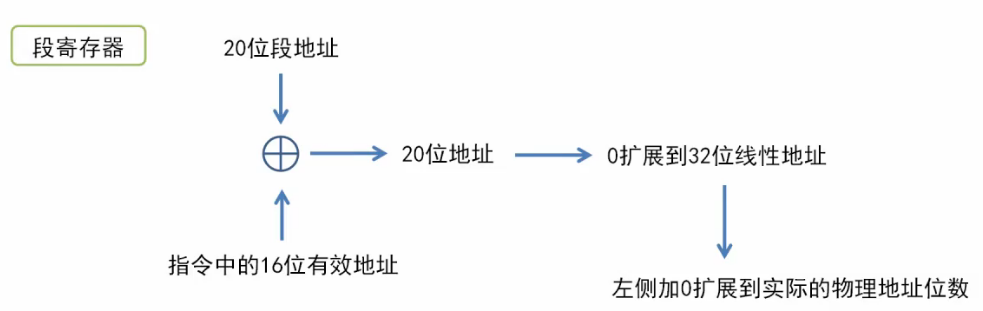 段寄存器
20位段地址
20位地址
0扩展到32位线性地址
指令中的16位有效地址
左侧加0扩展到实际的物理地址位数